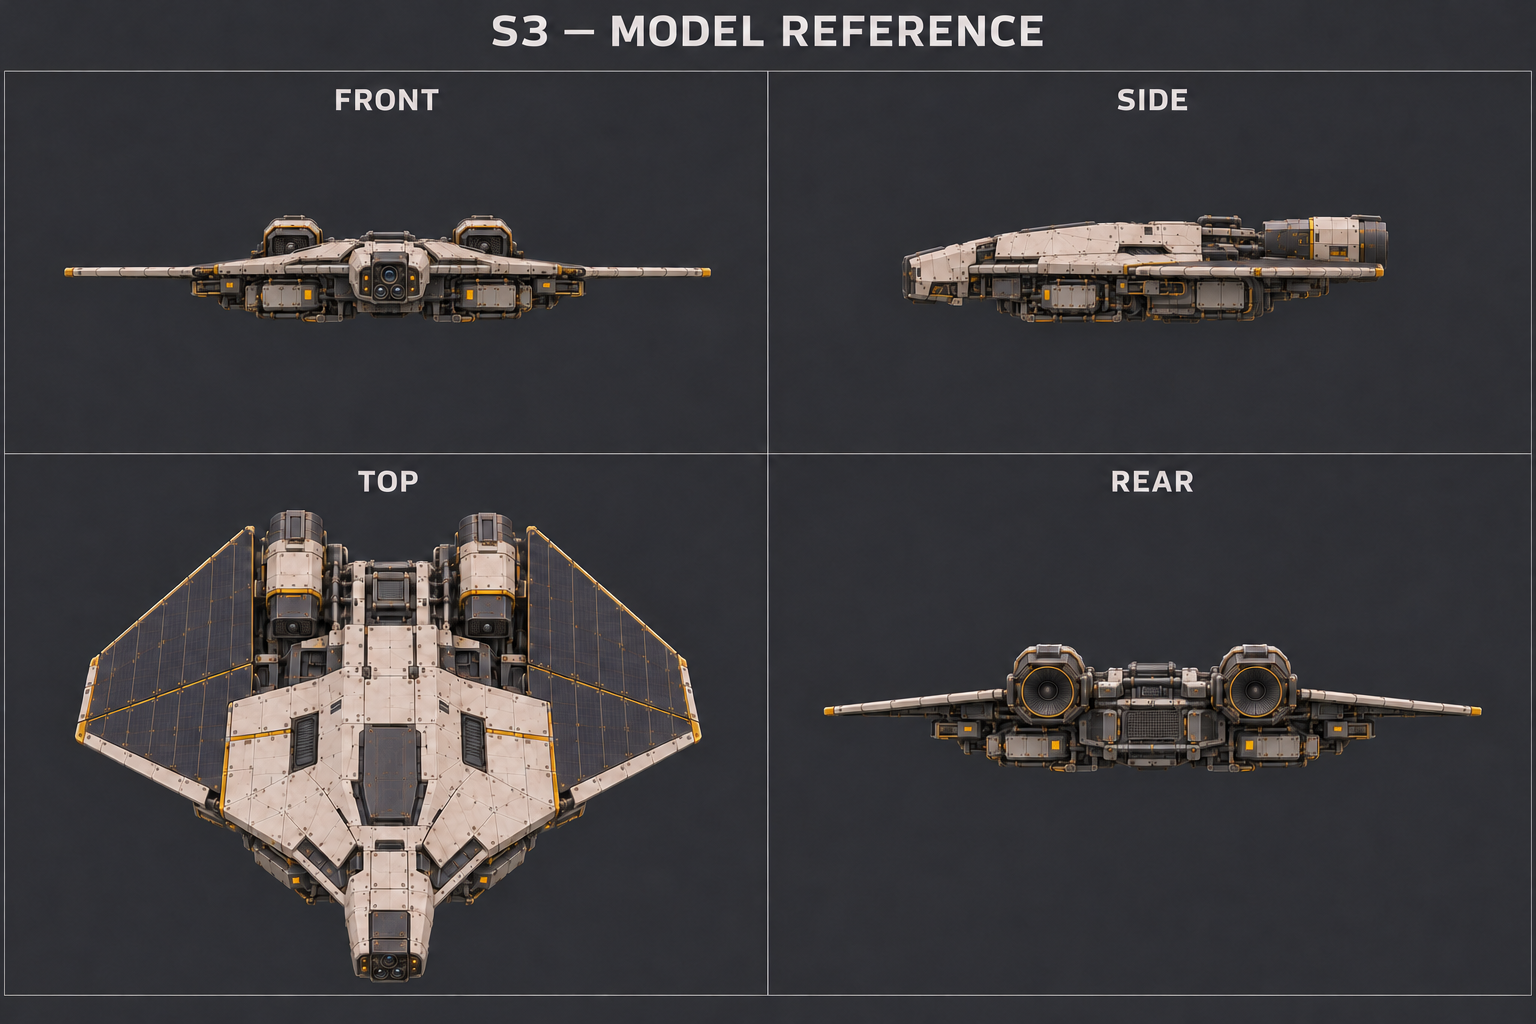 S3 — MODEL REFERENCE
FRONT
SIDE
TOP
REAR